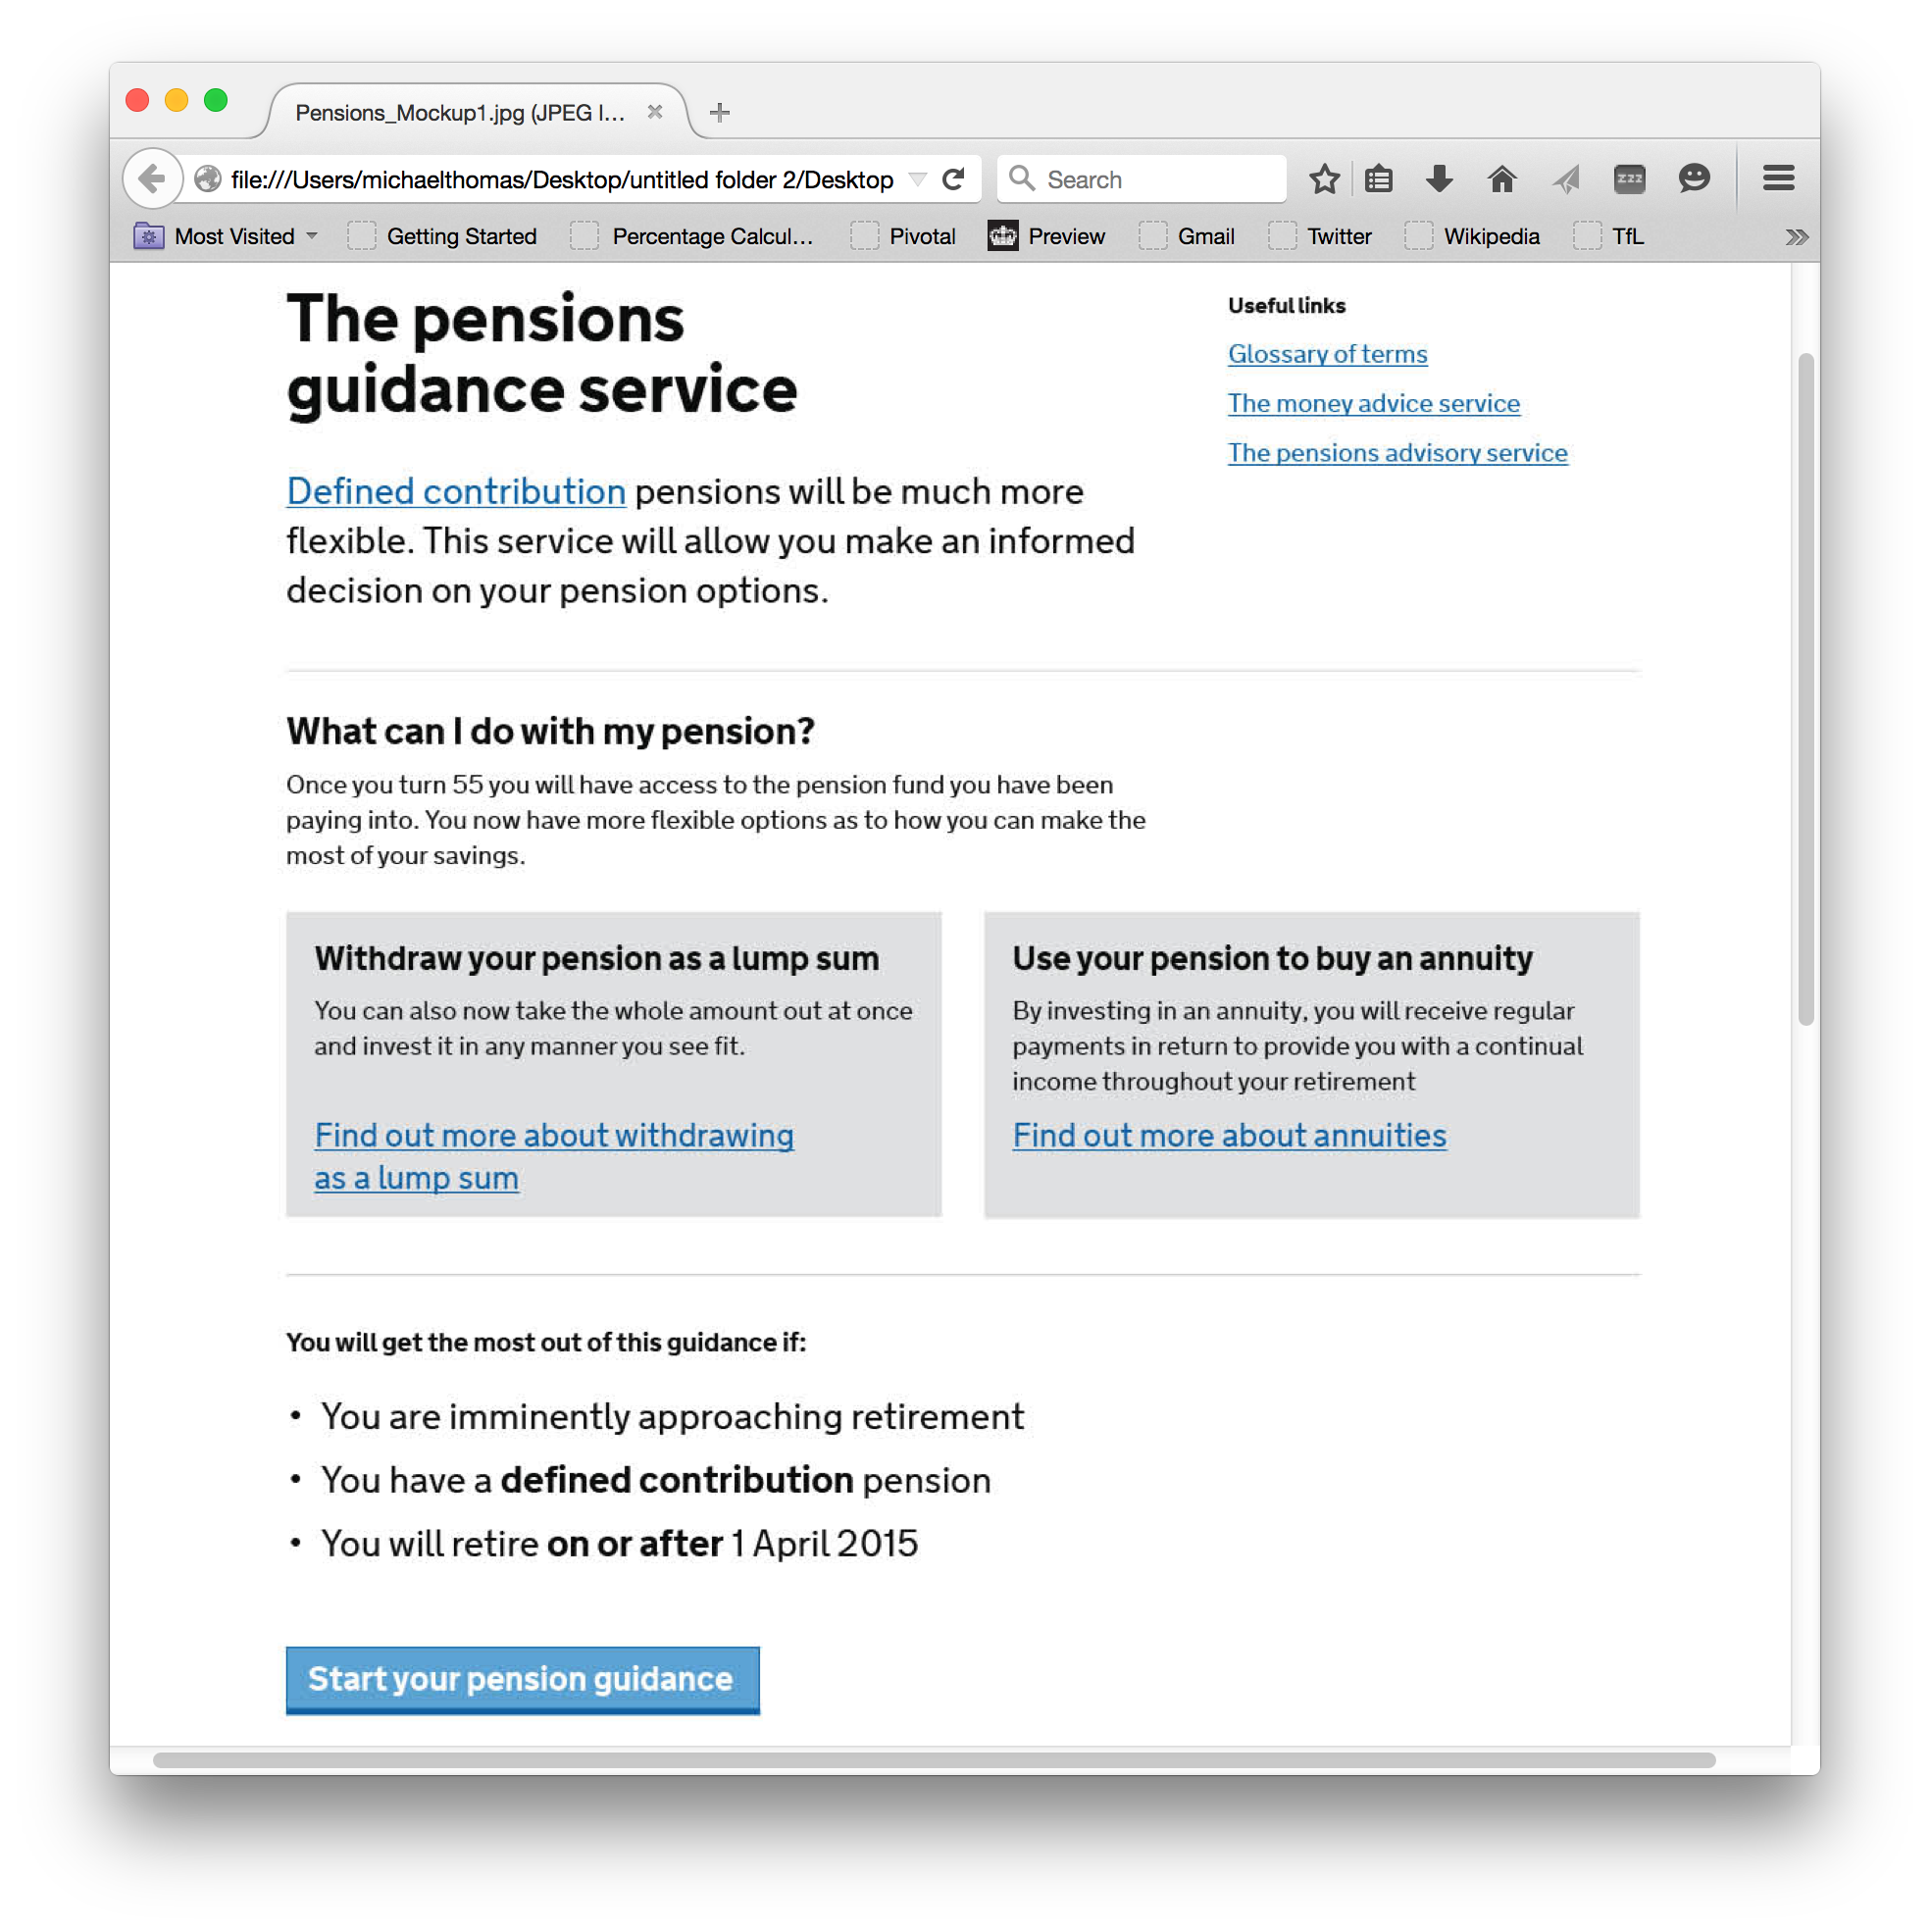 Pensions_Mockup1.jpg (JPEG I...
file:///Users/michaelthomas/Desktop/untitled folder 2/Desktop
Search
zzz
Most Visited
Getting Started
Percentage Calcul...
Pivotal
Preview
Gmail
Twitter
Wikipedia
TfL
The pensions
guidance service
Defined contribution pensions will be much more
flexible. This service will allow you make an informed
decision on your pension options.
Useful links
Glossary of terms
The money advice service
The pensions advisory service
What can I do with my pension?
Once you turn 55 you will have access to the pension fund you have been
paying into. You now have more flexible options as to how you can make the
most of your savings.
Withdraw your pension as a lump sum
You can also now take the whole amount out at once
and invest it in any manner you see fit.
Find out more about withdrawing
as a lump sum
Use your pension to buy an annuity
By investing in an annuity, you will receive regular
payments in return to provide you with a continual
income throughout your retirement
Find out more about annuities
You will get the most out of this guidance if:
• You are imminently approaching retirement
• You have a defined contribution pension
• You will retire on or after 1 April 2015
Start your pension guidance